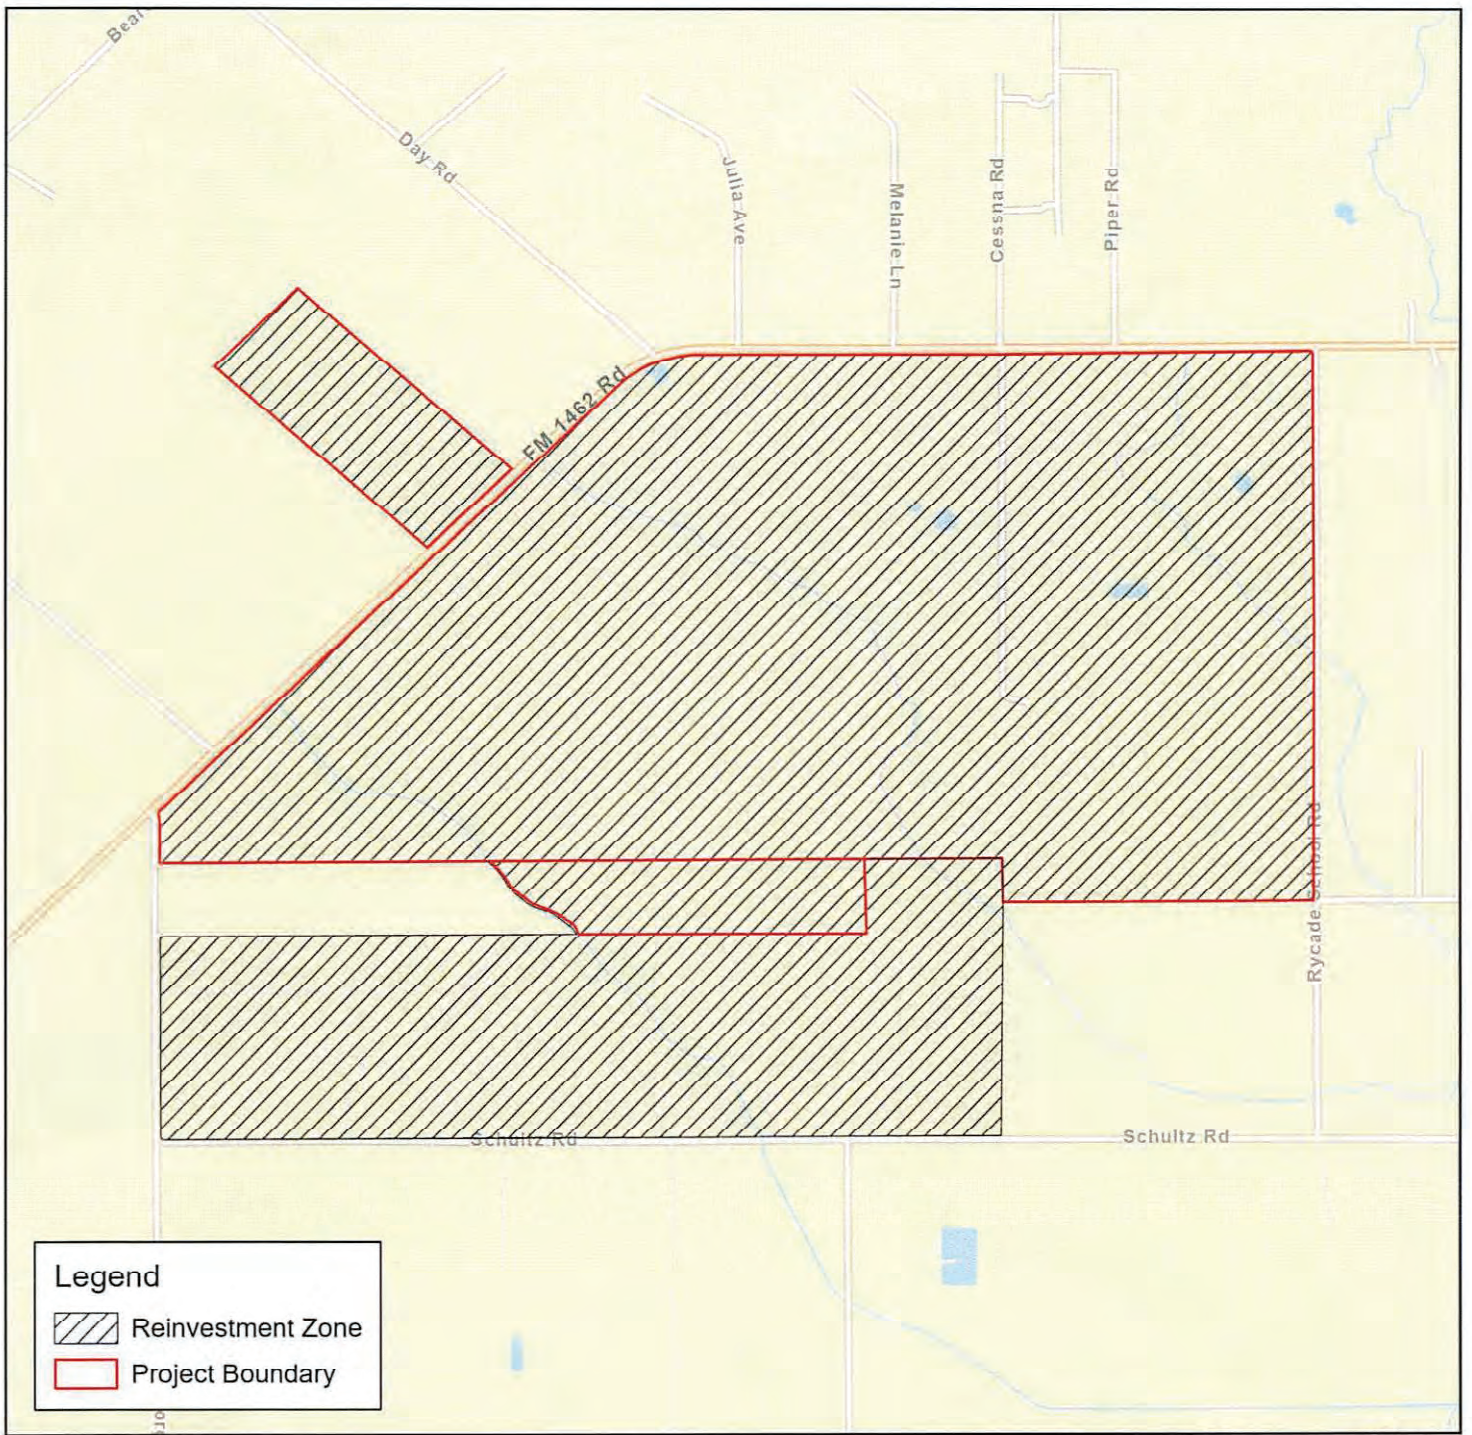 Day Rd
Julia Ave
Melanie Ln
Cessna Rd
Piper Rd
FM 1462 Rd
Rycade School Rd
Schultz Rd
Schultz Rd
Legend
Reinvestment Zone
Project Boundary